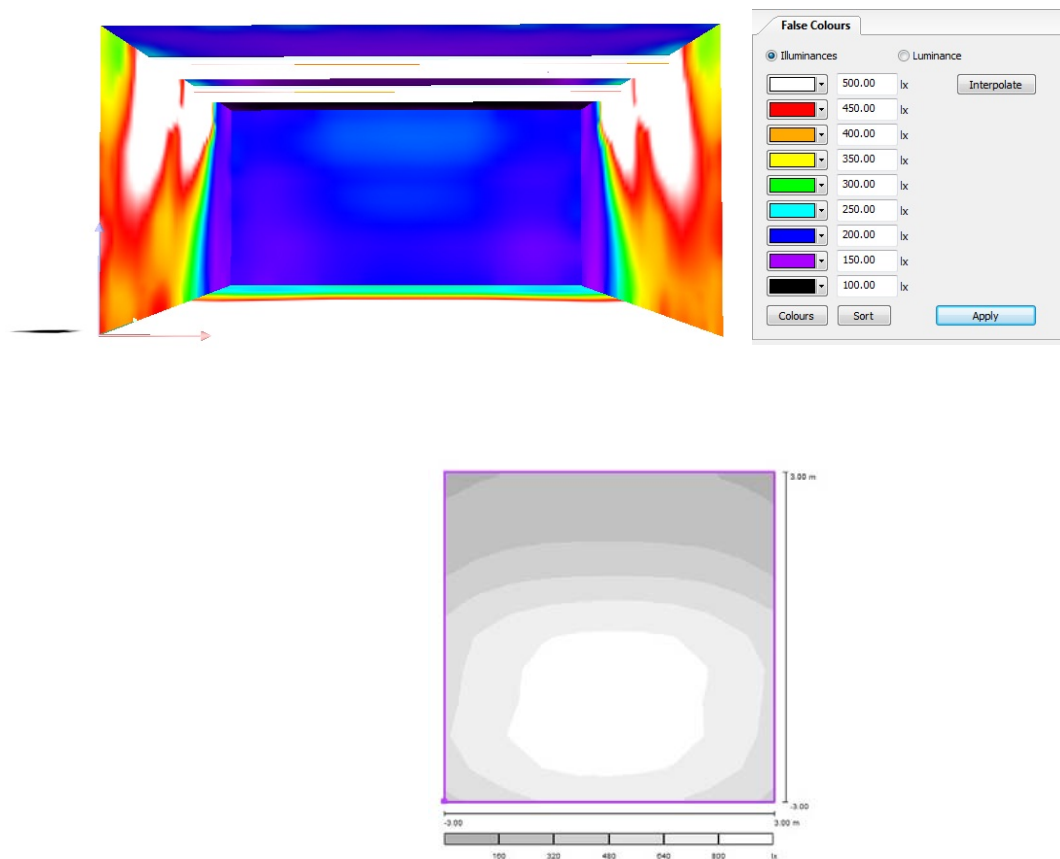 False Colours
Illuminances Luminance
500.00 lx Interpolate
450.00 lx
400.00 lx
350.00 lx
300.00 lx
250.00 lx
200.00 lx
150.00 lx
100.00 lx
Colours Sort Apply
3.00 m
-3.00
-3.00 3.00 m
160 320 480 640 800 lx